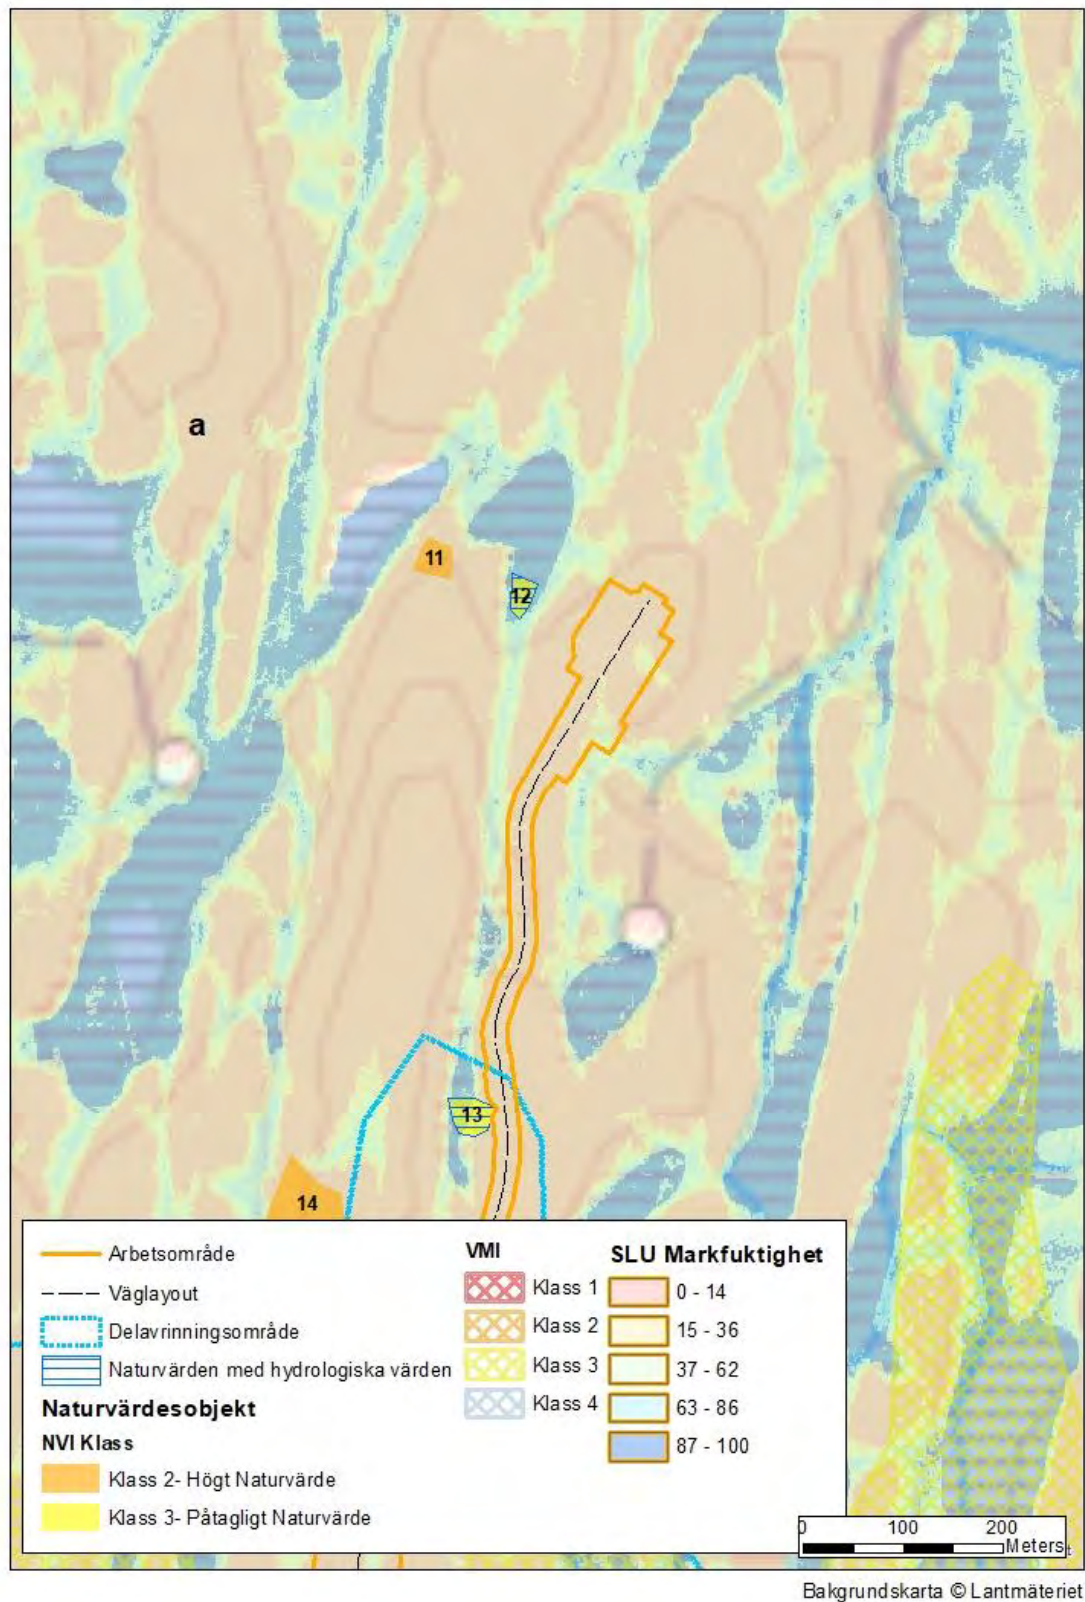 a
11
12
13
14
Arbetsområde
Väglayout
Delavrinningsområde
Naturvärden med hydrologiska värden
Naturvärdesobjekt
NVI Klass
Klass 2- Högt Naturvärde
Klass 3- Påtagligt Naturvärde
VMI
Klass 1
Klass 2
Klass 3
Klass 4
SLU Markfuktighet
0 - 14
15 - 36
37 - 62
63 - 86
87 - 100
0 100 200
Meters
Bakgrundskarta © Lantmäteriet